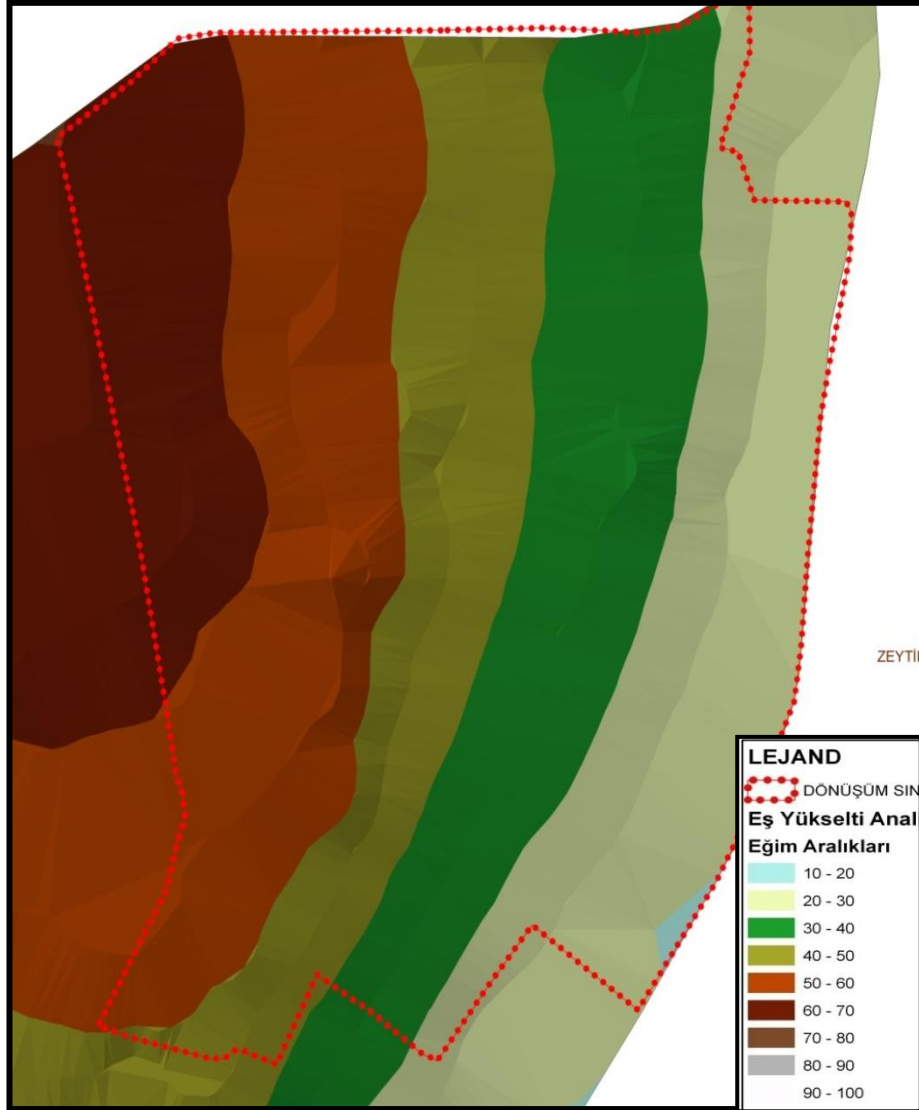 ZEYTİ
LEJAND
DÖNÜŞÜM SIN
Eş Yükselti Anal
Eğim Aralıkları
10 - 20
20 - 30
30 - 40
40 - 50
50 - 60
60 - 70
70 - 80
80 - 90
90 - 100